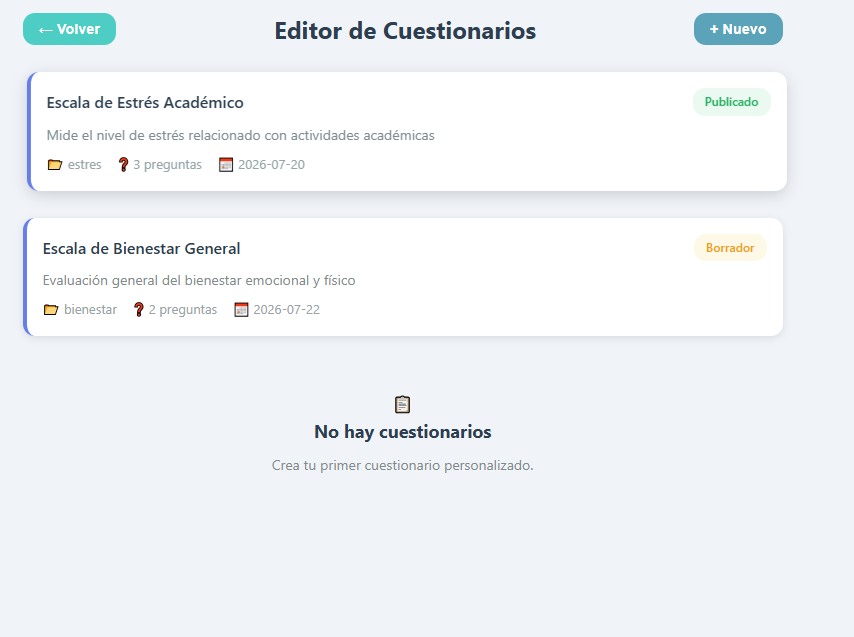 ← Volver
Editor de Cuestionarios
+ Nuevo
Escala de Estrés Académico
Publicado
Mide el nivel de estrés relacionado con actividades académicas
estres
3 preguntas
2026-07-20
Escala de Bienestar General
Borrador
Evaluación general del bienestar emocional y físico
bienestar
2 preguntas
2026-07-22
No hay cuestionarios
Crea tu primer cuestionario personalizado.